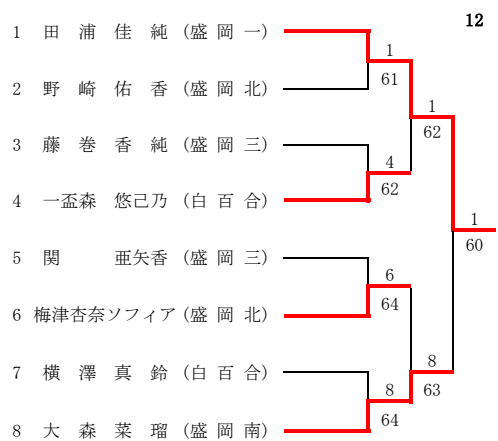 12
1 田 浦 佳 純 (盛 岡 一)
1
61
2 野 崎 佑 香 (盛 岡 北)
1
62
3 藤 巻 香 純 (盛 岡 三)
4
62
4 一盃森 悠己乃 (白 百 合)
1
60
5 関 亜矢香 (盛 岡 三)
6
64
6 梅津杏奈ソフィア (盛 岡 北)
8
63
7 横 澤 真 鈴 (白 百 合)
8
64
8 大 森 菜 瑠 (盛 岡 南)